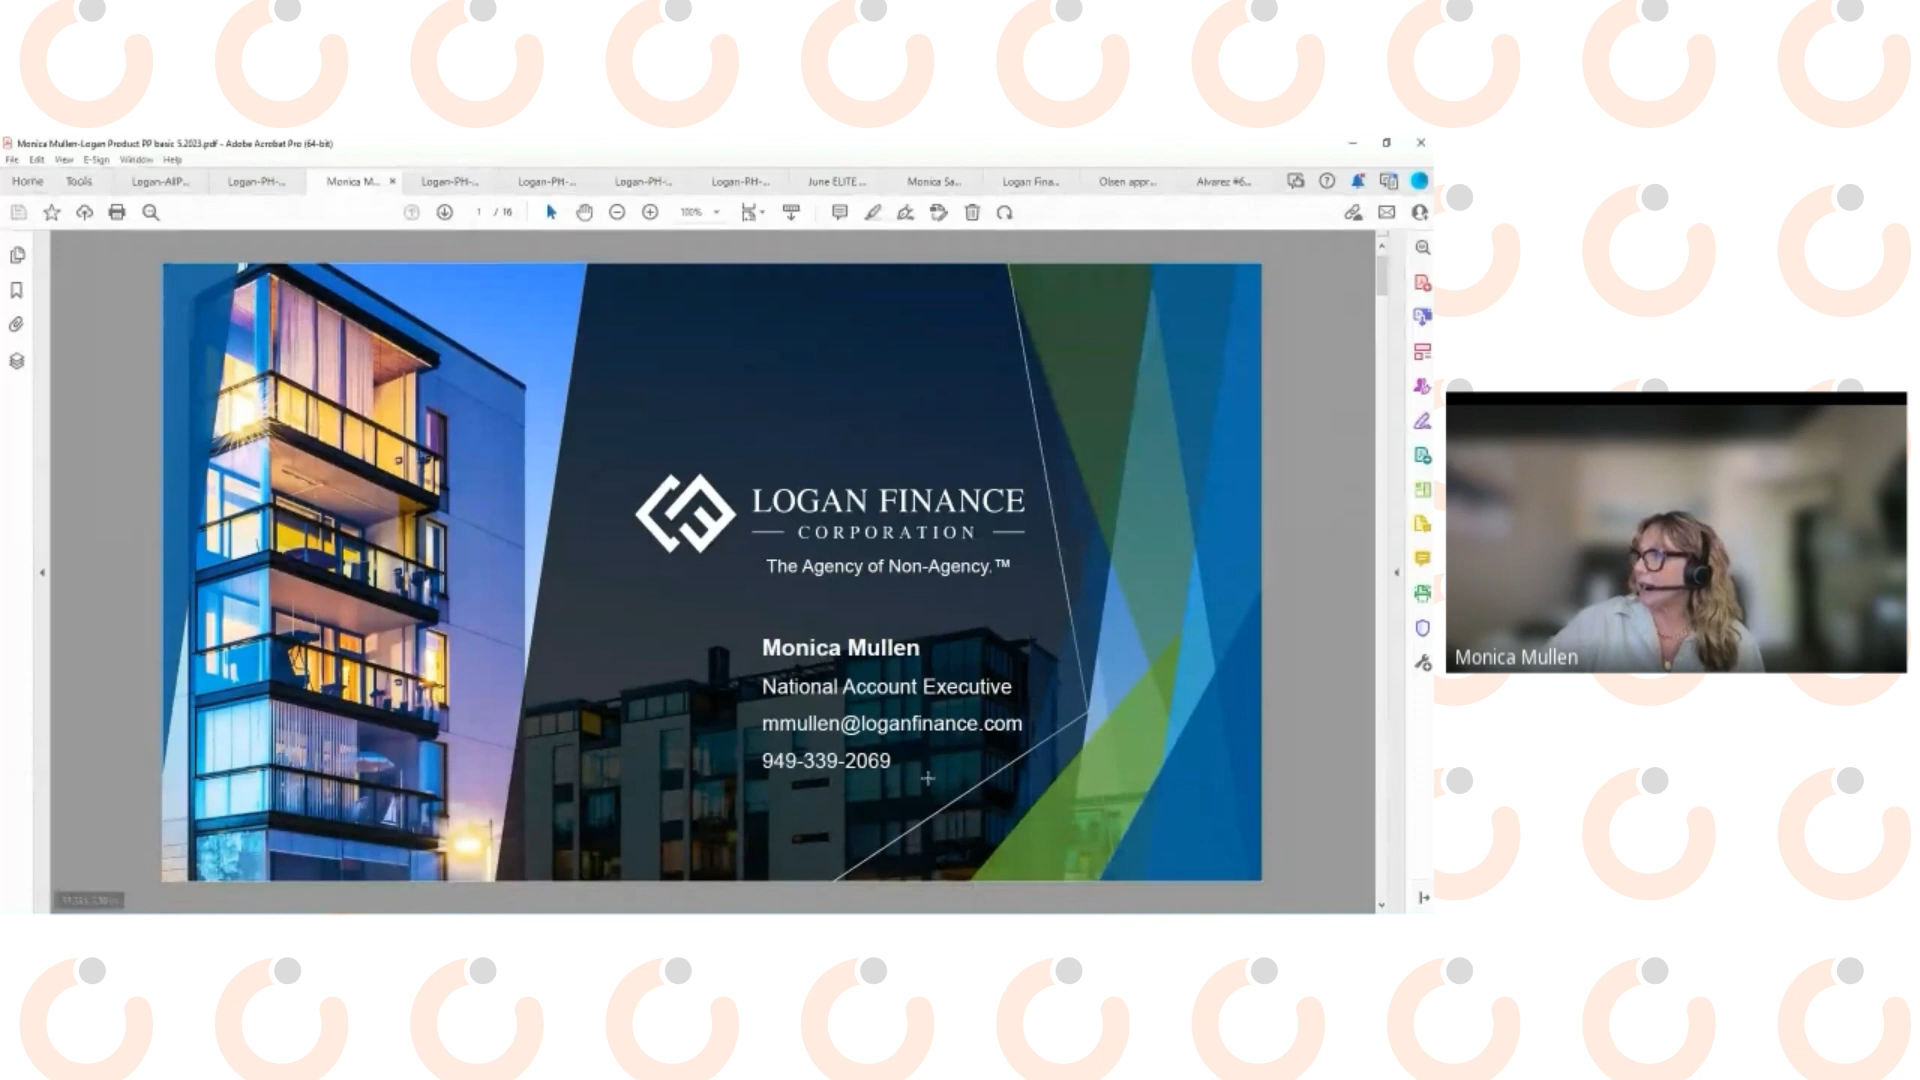 Monica Mullen-Logan Product PP basic 5.2023.pdf - Adobe Acrobat Pro (64-bit)
File Edit View E-Sign Window Help
Home Tools Logan-AllP... Logan-PH-... Monica M... × Logan-PH-... Logan-PH-... Logan-PH-... Logan-PH-... June ELITE ... Monica Sa... Logan Fina... Olsen appr... Alvarez #6...
1 / 16 100%
LOGAN FINANCE
CORPORATION
The Agency of Non-Agency.™
Monica Mullen
National Account Executive
mmullen@loganfinance.com
949-339-2069
Monica Mullen